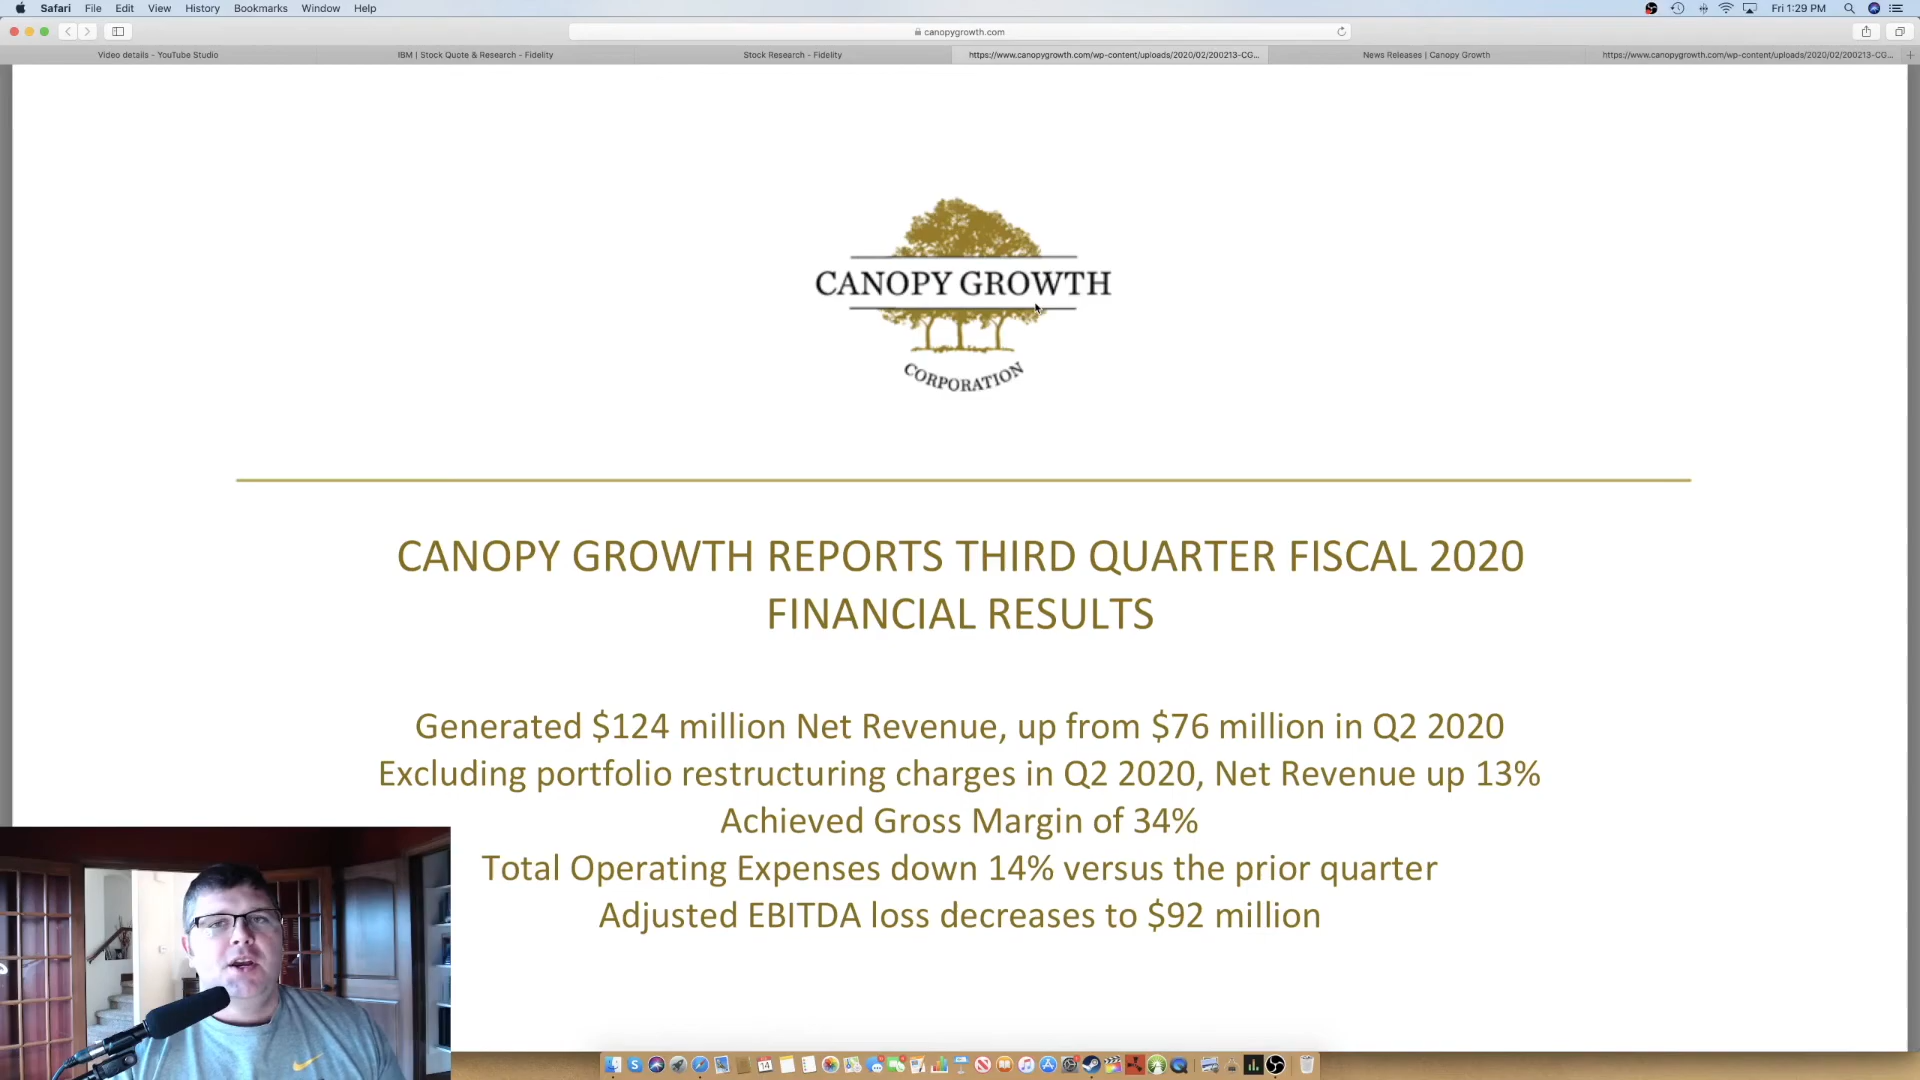 Safari File Edit View History Bookmarks Window Help Fri 1:29 PM
canopygrowth.com
Video details - YouTube Studio IBM | Stock Quote & Research - Fidelity Stock Research - Fidelity https://www.canopygrowth.com/wp-content/uploads/2020/02/200213-CG... News Releases | Canopy Growth https://www.canopygrowth.com/wp-content/uploads/2020/02/200213-CG...
CANOPY GROWTH
CORPORATION
CANOPY GROWTH REPORTS THIRD QUARTER FISCAL 2020
FINANCIAL RESULTS
Generated $124 million Net Revenue, up from $76 million in Q2 2020
Excluding portfolio restructuring charges in Q2 2020, Net Revenue up 13%
Achieved Gross Margin of 34%
Total Operating Expenses down 14% versus the prior quarter
Adjusted EBITDA loss decreases to $92 million
14